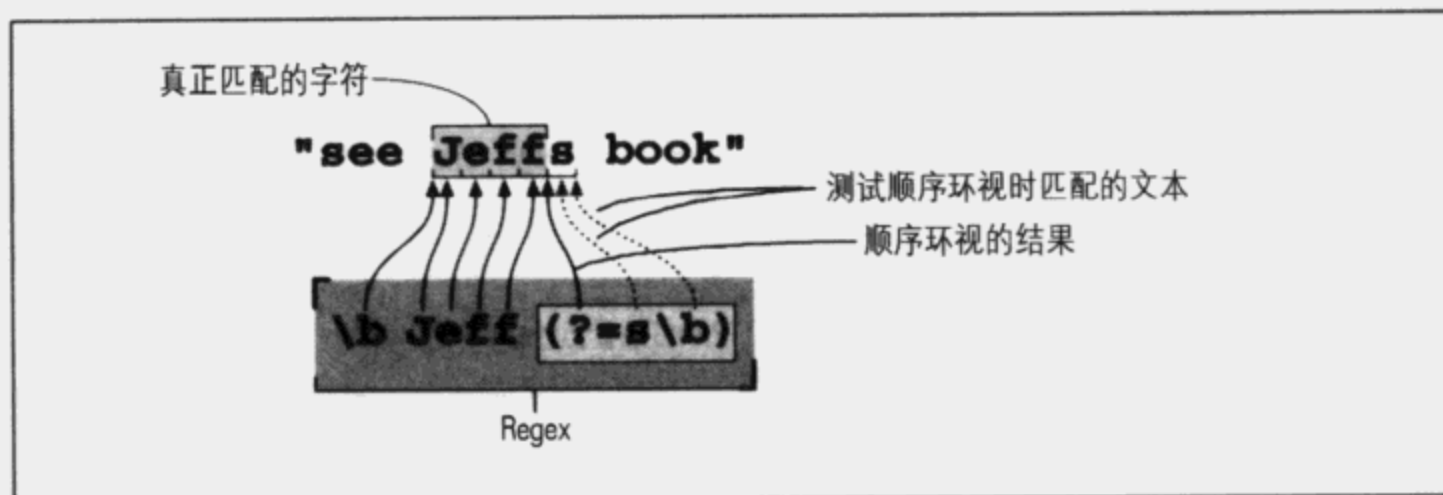 真正匹配的字符
"see Jeffs book"
测试顺序环视时匹配的文本
顺序环视的结果
\b Jeff (?=s\b)
Regex